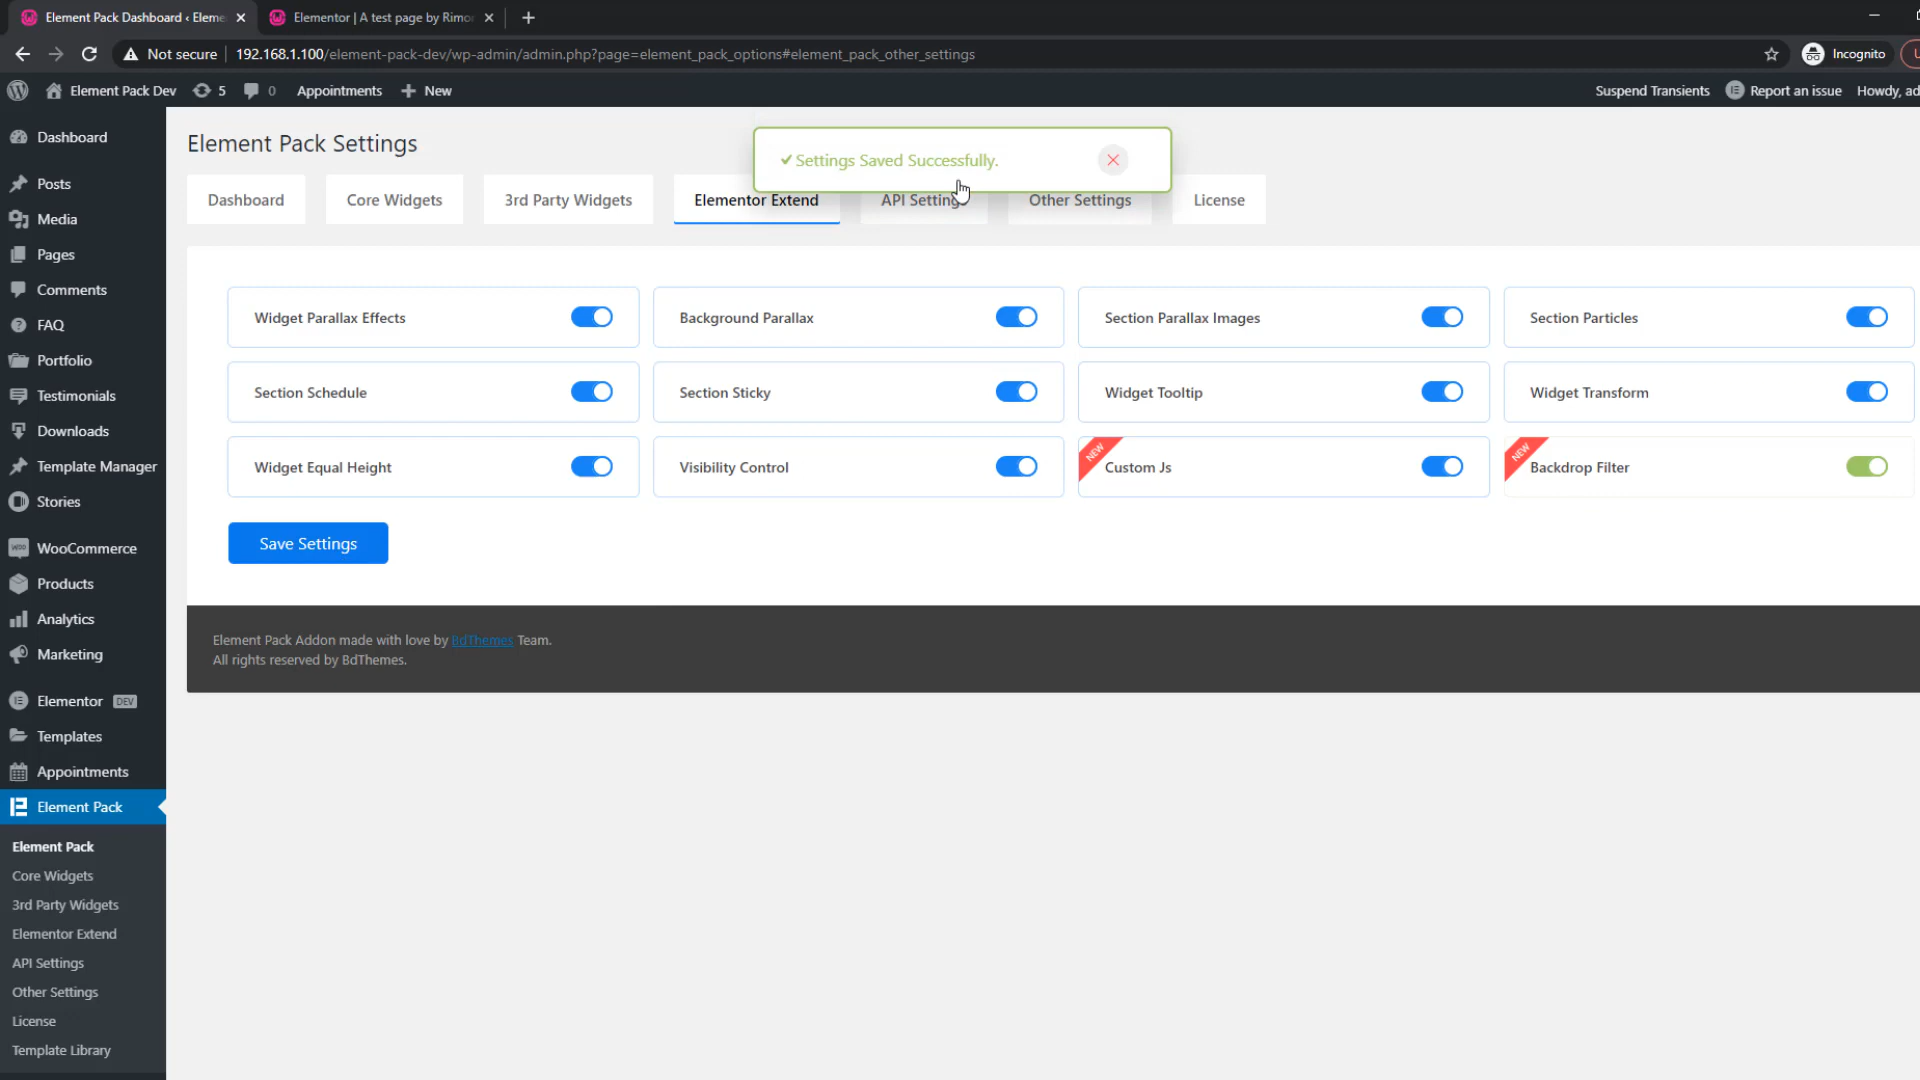 Element Pack Dashboard ‹ Eleme
Elementor | A test page by Rimo
Not secure
192.168.1.100/element-pack-dev/wp-admin/admin.php?page=element_pack_options#element_pack_other_settings
Incognito
Element Pack Dev
5
0
Appointments
New
Suspend Transients
Report an issue
Howdy, ad
Dashboard
Posts
Media
Pages
Comments
FAQ
Portfolio
Testimonials
Downloads
Template Manager
Stories
WooCommerce
Products
Analytics
Marketing
Elementor DEV
Templates
Appointments
Element Pack
Element Pack
Core Widgets
3rd Party Widgets
Elementor Extend
API Settings
Other Settings
License
Template Library
Element Pack Settings
✔ Settings Saved Successfully.
Dashboard
Core Widgets
3rd Party Widgets
Elementor Extend
API Settings
Other Settings
License
Widget Parallax Effects
Background Parallax
Section Parallax Images
Section Particles
Section Schedule
Section Sticky
Widget Tooltip
Widget Transform
Widget Equal Height
Visibility Control
NEW
Custom Js
NEW
Backdrop Filter
Save Settings
Element Pack Addon made with love by BdThemes Team.
All rights reserved by BdThemes.